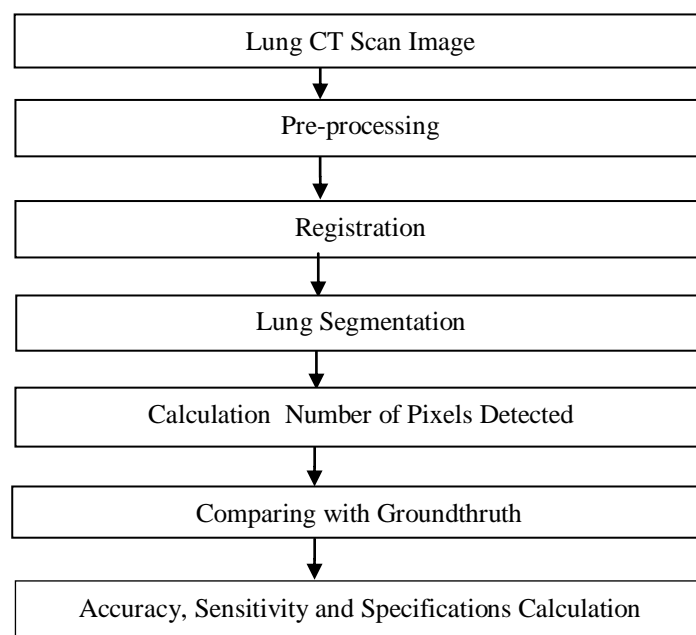 Lung CT Scan Image
Pre-processing
Registration
Lung Segmentation
Calculation  Number of Pixels Detected
Comparing with Groundthruth
Accuracy, Sensitivity and Specifications Calculation